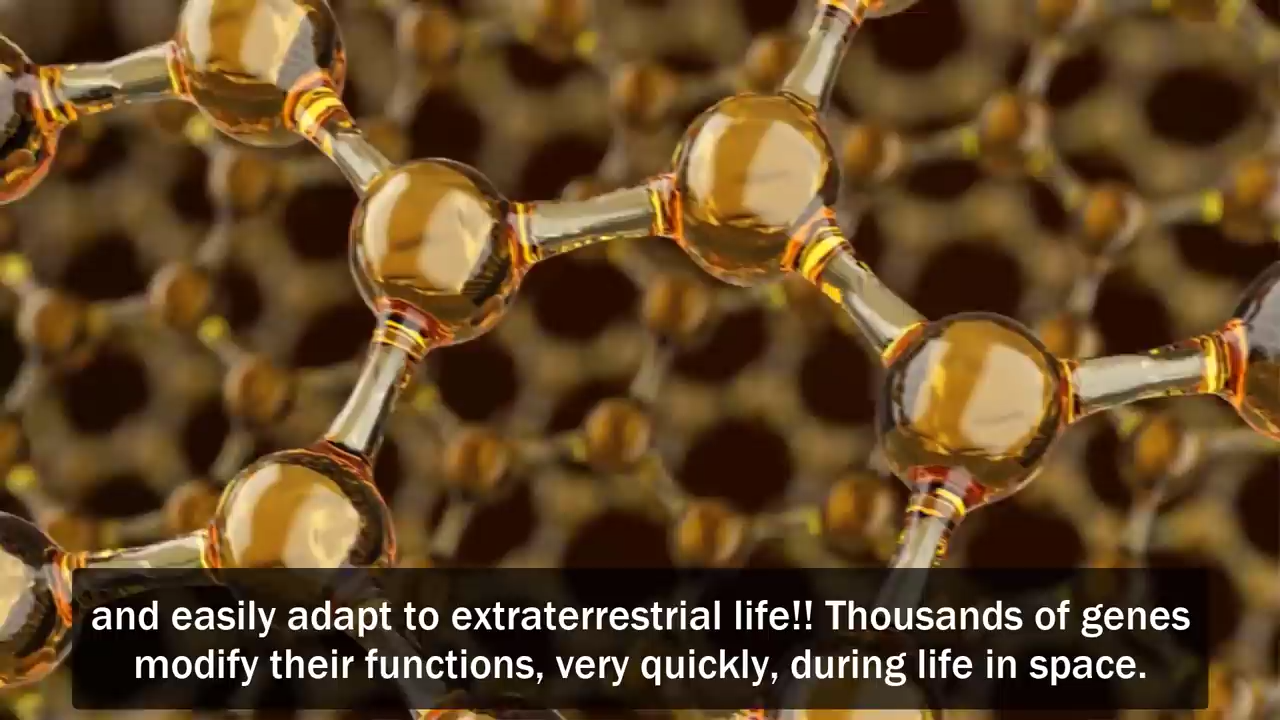 and easily adapt to extraterrestrial life!! Thousands of genes
modify their functions, very quickly, during life in space.